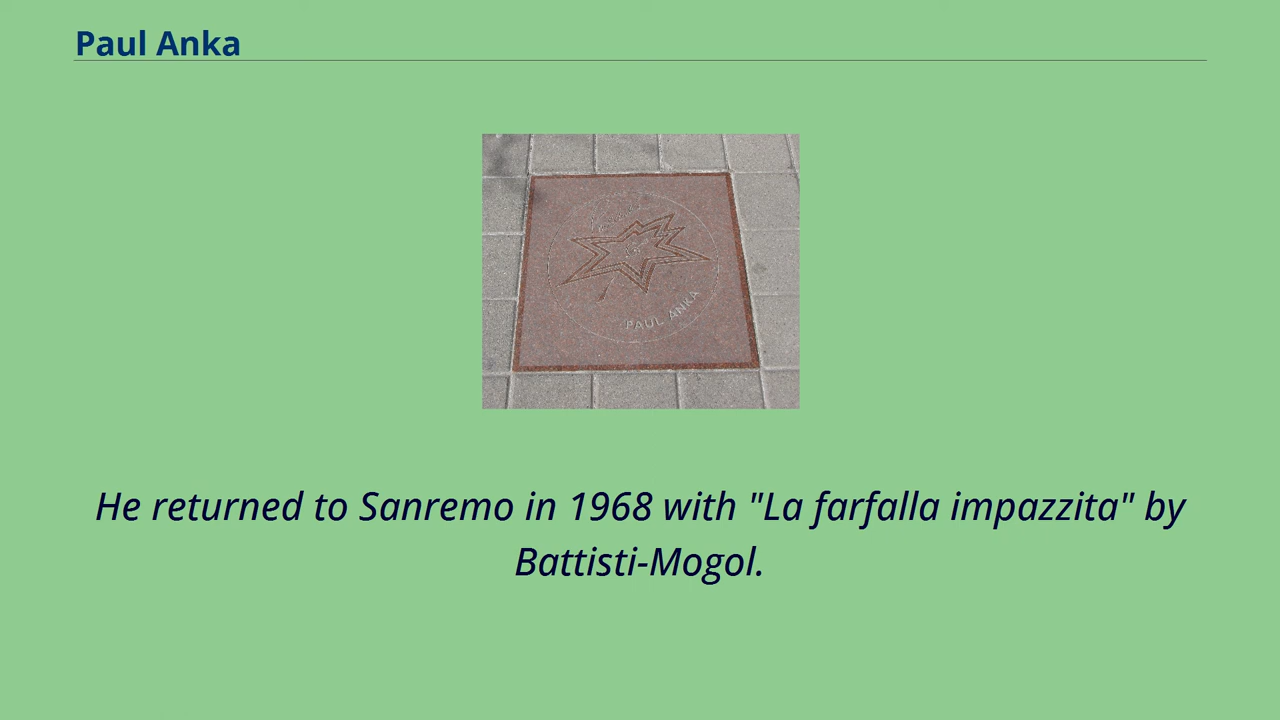 Paul Anka
PAUL ANKA
He returned to Sanremo in 1968 with "La farfalla impazzita" by
Battisti-Mogol.